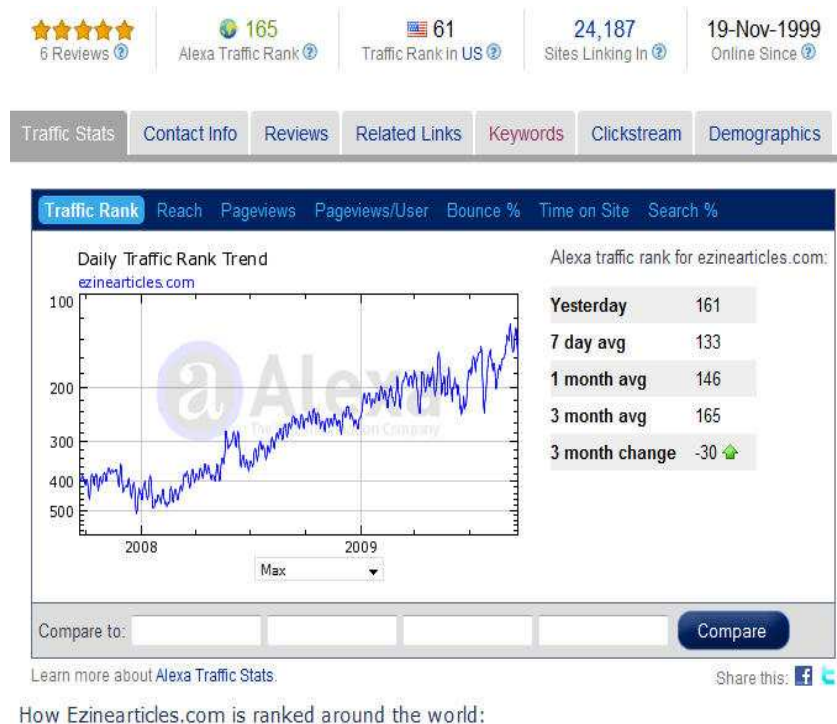 165 61 24,187 19-Nov-1999
6 Reviews Alexa Traffic Rank Traffic Rank in US Sites Linking In Online Since
Traffic Stats Contact Info Reviews Related Links Keywords Clickstream Demographics
Traffic Rank Reach Pageviews Pageviews/User Bounce % Time on Site Search %
Daily Traffic Rank Trend
ezinearticles.com
100
200
300
400
500
2008 2009
a Alexa
The Web Information Company
Max
Alexa traffic rank for ezinearticles.com:
Yesterday 161
7 day avg 133
1 month avg 146
3 month avg 165
3 month change -30
Compare to: Compare
Learn more about Alexa Traffic Stats. Share this:
How Ezinearticles.com is ranked around the world: